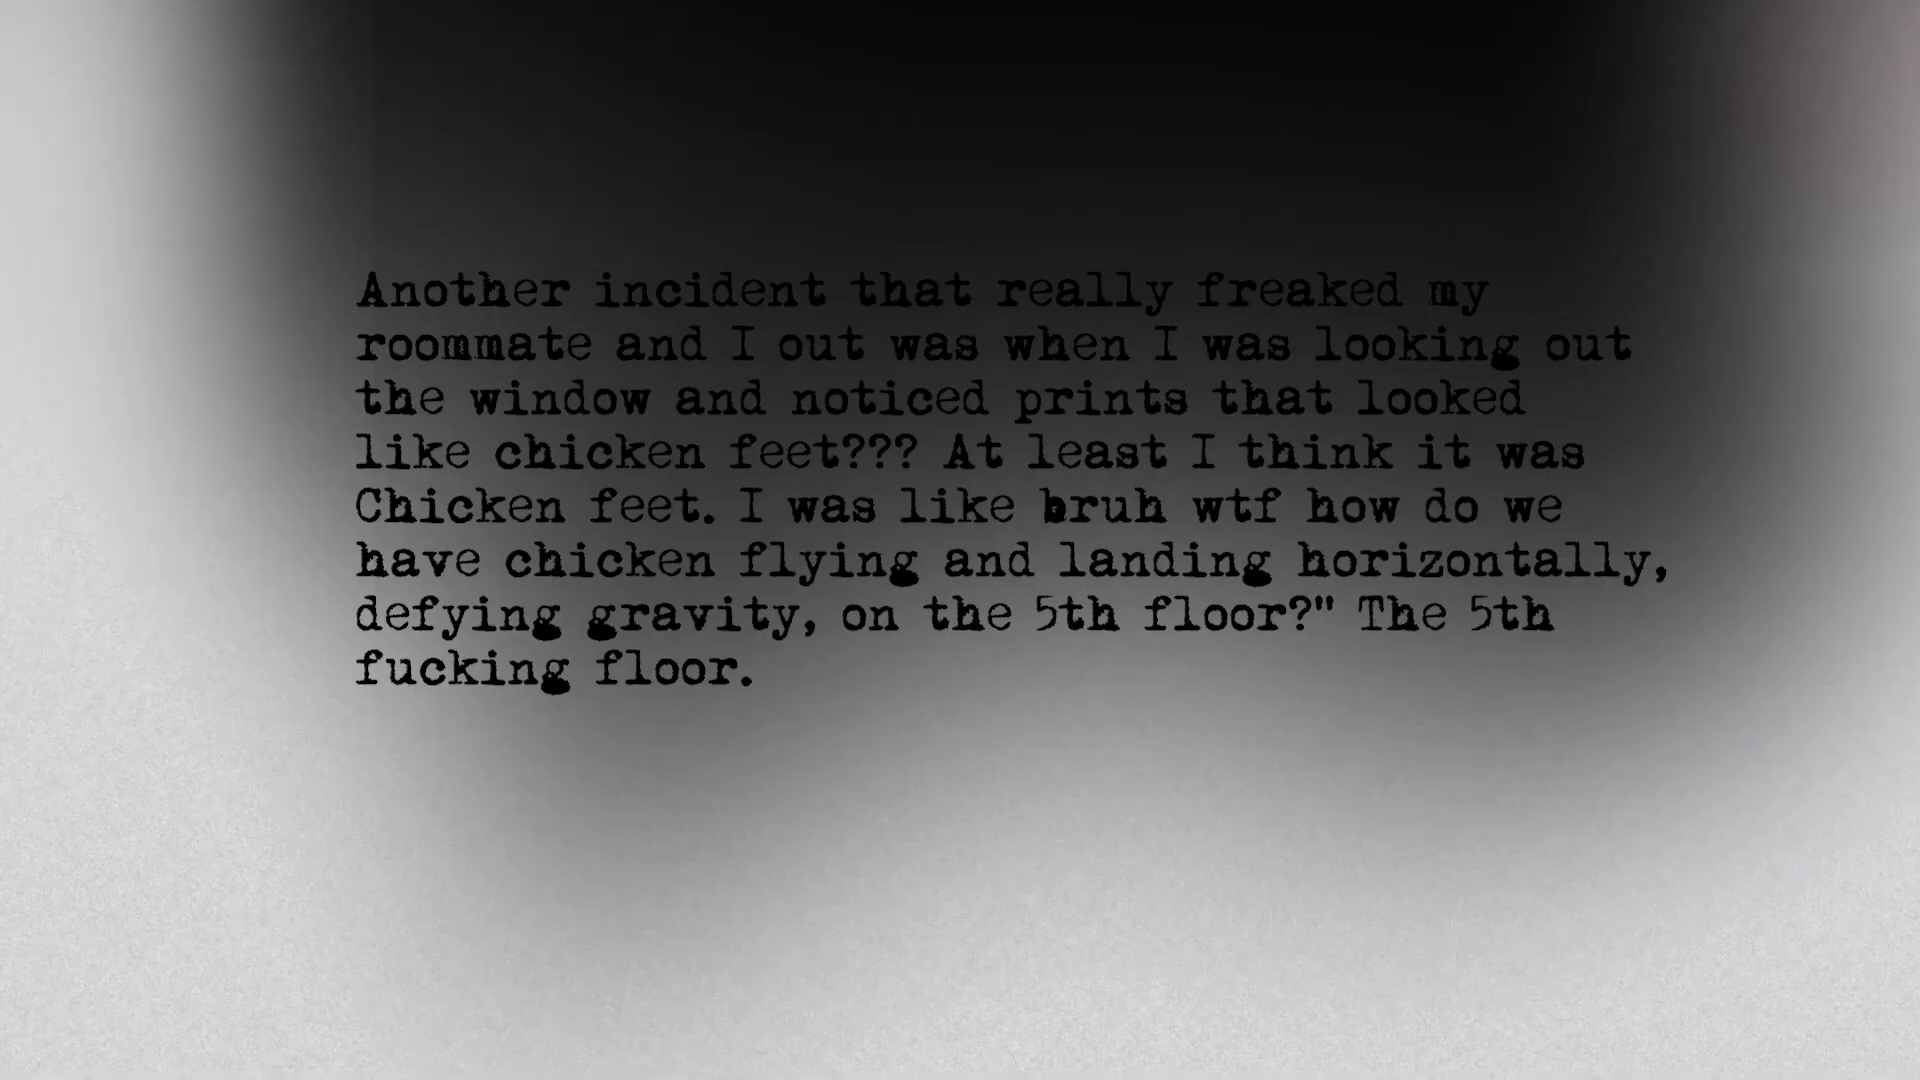 Another incident that really freaked my
roommate and I out was when I was looking out
the window and noticed prints that looked
like chicken feet??? At least I think it was
Chicken feet. I was like bruh wtf how do we
have chicken flying and landing horizontally,
defying gravity, on the 5th floor?" The 5th
fucking floor.